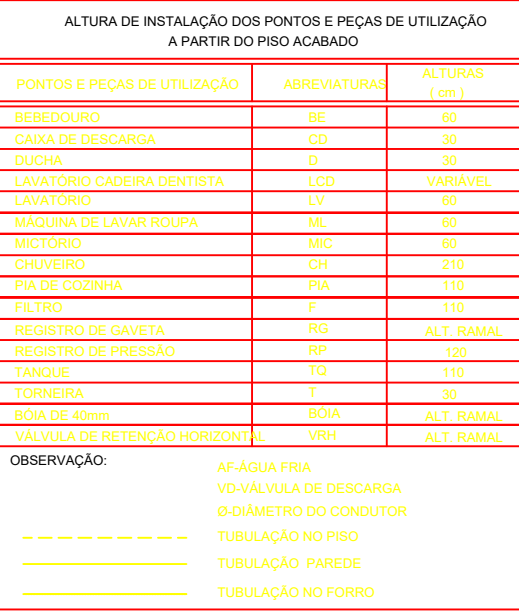 ALTURA DE INSTALAÇÃO DOS PONTOS E PEÇAS DE UTILIZAÇÃO
A PARTIR DO PISO ACABADO
PONTOS E PEÇAS DE UTILIZAÇÃO ABREVIATURAS ALTURAS
( cm )
BEBEDOURO BE 60
CAIXA DE DESCARGA CD 30
DUCHA D 30
LAVATÓRIO CADEIRA DENTISTA LCD VARIÁVEL
LAVATÓRIO LV 60
MÁQUINA DE LAVAR ROUPA ML 60
MICTÓRIO MIC 60
CHUVEIRO CH 210
PIA DE COZINHA PIA 110
FILTRO F 110
REGISTRO DE GAVETA RG ALT. RAMAL
REGISTRO DE PRESSÃO RP 120
TANQUE TQ 110
TORNEIRA T 30
BÓIA DE 40mm BÓIA ALT. RAMAL
VÁLVULA DE RETENÇÃO HORIZONTAL VRH ALT. RAMAL
OBSERVAÇÃO:
AF-ÁGUA FRIA
VD-VÁLVULA DE DESCARGA
Ø-DIÂMETRO DO CONDUTOR
TUBULAÇÃO NO PISO
TUBULAÇÃO PAREDE
TUBULAÇÃO NO FORRO